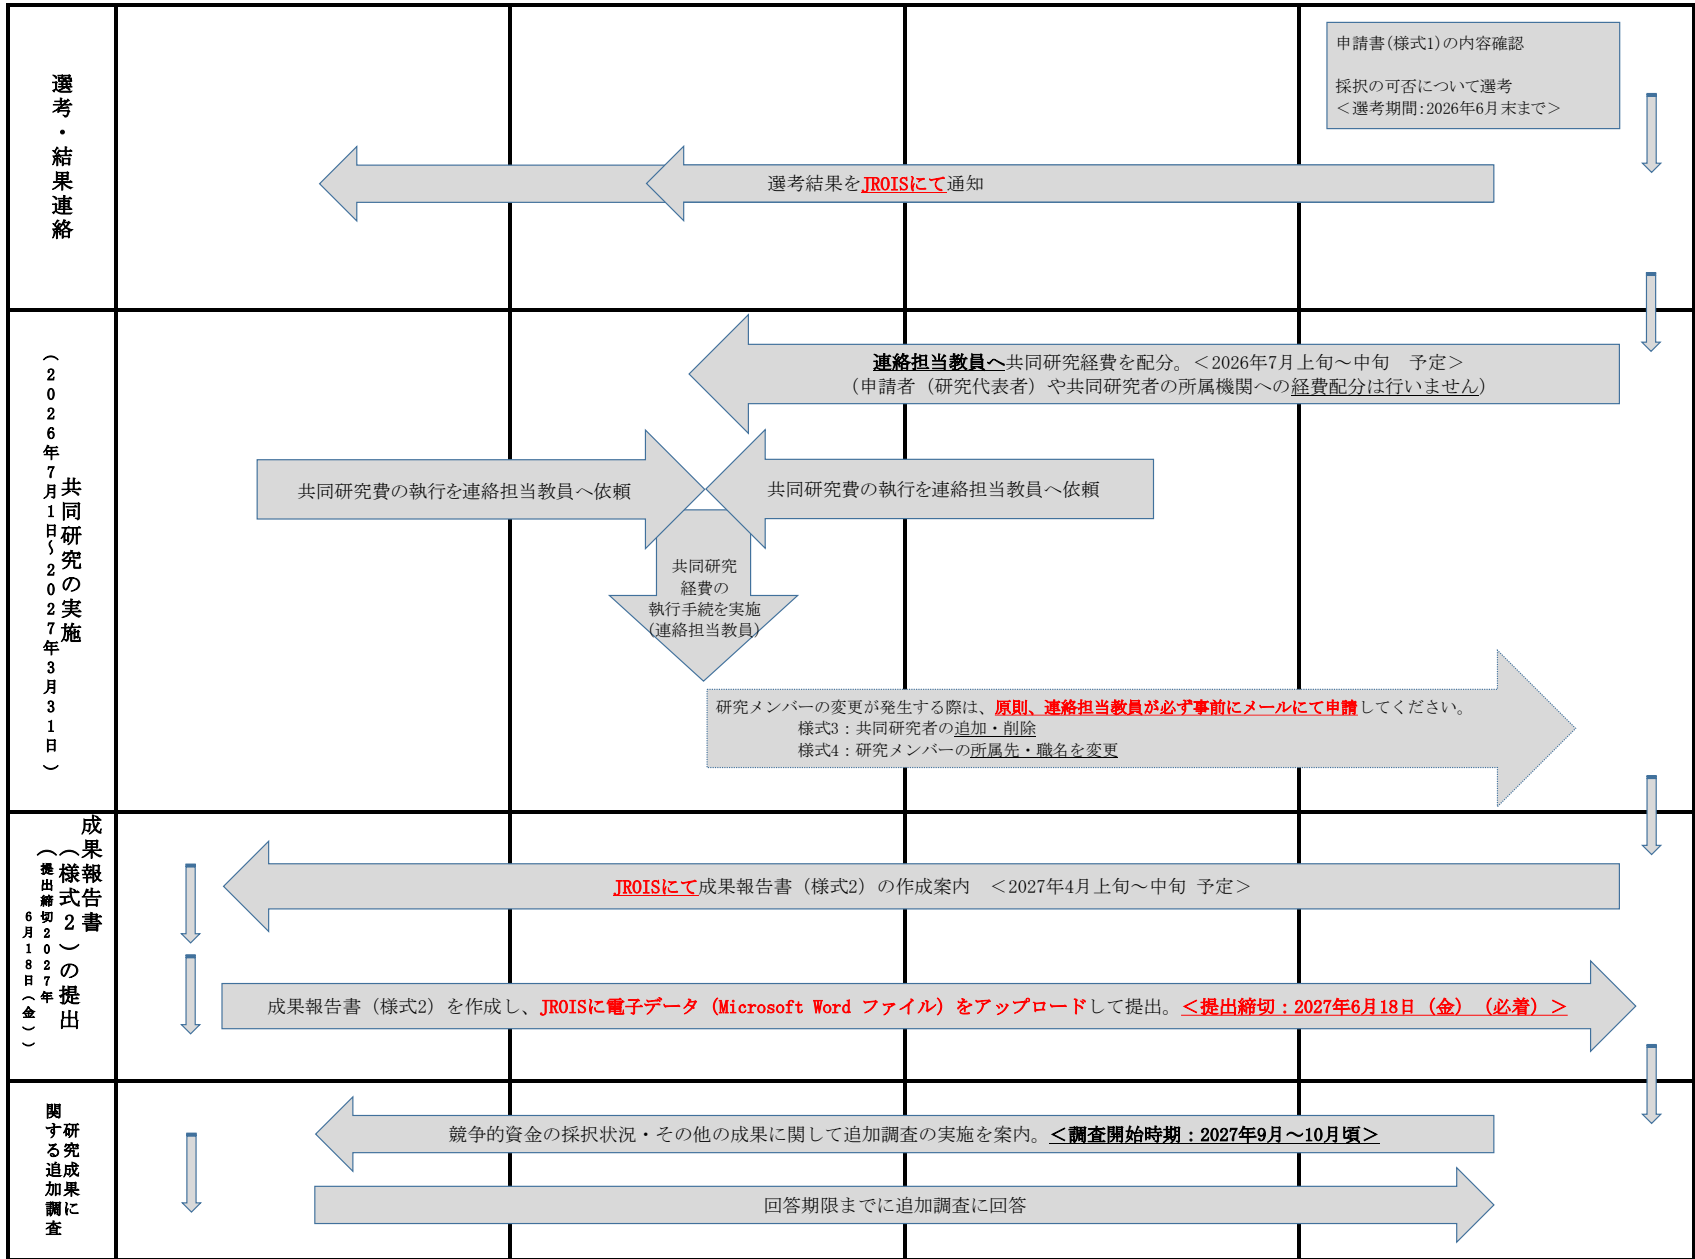 選考・結果連絡
申請書(様式1)の内容確認
採択の可否について選考
＜選考期間:2026年6月末まで＞
選考結果をJROISにて通知
共同研究の実施
（2026年7月1日～2027年3月31日）
連絡担当教員へ共同研究経費を配分。＜2026年7月上旬～中旬　予定＞
（申請者（研究代表者）や共同研究者の所属機関への経費配分は行いません）
共同研究費の執行を連絡担当教員へ依頼
共同研究費の執行を連絡担当教員へ依頼
共同研究
経費の
執行手続を実施
(連絡担当教員)
研究メンバーの変更が発生する際は、原則、連絡担当教員が必ず事前にメールにて申請してください。
様式3：共同研究者の追加・削除
様式4：研究メンバーの所属先・職名を変更
成果報告書
（様式2）の提出
（提出締切2027年
6月18日（金））
JROISにて成果報告書（様式2）の作成案内　＜2027年4月上旬～中旬 予定＞
成果報告書（様式2）を作成し、JROISに電子データ（Microsoft Word ファイル）をアップロードして提出。＜提出締切：2027年6月18日（金）（必着）＞
研究成果に
関する追加調査
競争的資金の採択状況・その他の成果に関して追加調査の実施を案内。＜調査開始時期：2027年9月～10月頃＞
回答期限までに追加調査に回答